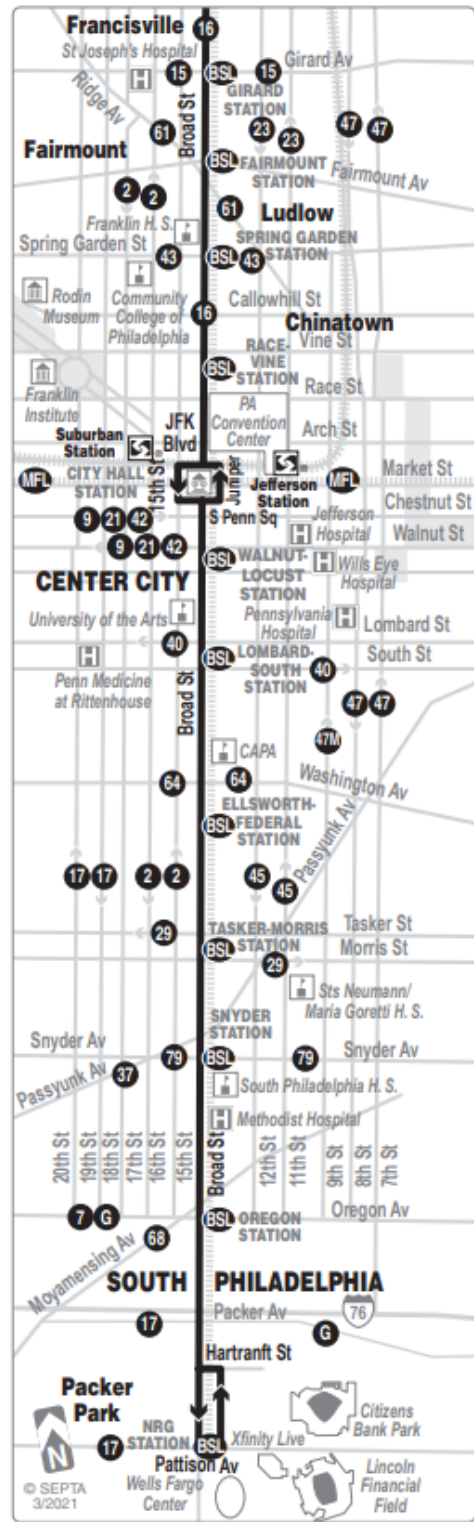 Francisville
16
St Joseph's Hospital
H
15
BSL
15
Girard Av
GIRARD
STATION
Ridge Av
Broad St
61
23
23
47
47
Fairmount
BSL
FAIRMOUNT
STATION
Fairmount Av
2
2
61
Ludlow
Franklin H. S.
Spring Garden St
SPRING GARDEN
STATION
43
BSL
43
Rodin
Museum
Community
College of
Philadelphia
Callowhill St
16
Chinatown
Vine St
RACE-
VINE
STATION
BSL
Race St
Franklin
Institute
PA
Convention
Center
Arch St
JFK
Blvd
Suburban
Station
S
S
Jefferson
Station
MFL
CITY HALL
STATION
15th St
Juniper
MFL
Market St
Chestnut St
9
21
42
S Penn Sq
H
Jefferson
Hospital
Walnut St
9
21
42
BSL
WALNUT-
LOCUST
STATION
H
Wills Eye
Hospital
CENTER CITY
University of the Arts
Pennsylvania
Hospital
H
Lombard St
40
BSL
LOMBARD-
SOUTH
STATION
South St
H
Penn Medicine
at Rittenhouse
Broad St
40
47
47
47M
CAPA
64
64
Washington Av
ELLSWORTH-
FEDERAL
STATION
BSL
Passyunk Av
17
17
2
2
45
45
29
TASKER-MORRIS
STATION
Tasker St
BSL
Morris St
29
Sts Neumann/
Maria Goretti H. S.
SNYDER
STATION
Snyder Av
79
BSL
79
Snyder Av
Passyunk Av
37
South Philadelphia H. S.
H
Methodist Hospital
20th St
19th St
18th St
17th St
16th St
15th St
Broad St
12th St
11th St
9th St
8th St
7th St
7
G
BSL
OREGON
STATION
Oregon Av
Moyamensing Av
68
SOUTH PHILADELPHIA
17
Packer Av
76
G
Hartranft St
Packer
Park
Citizens
Bank Park
N
17
NRG
STATION
BSL
Xfinity Live
Pattison Av
© SEPTA
3/2021
Wells Fargo
Center
Lincoln
Financial
Field